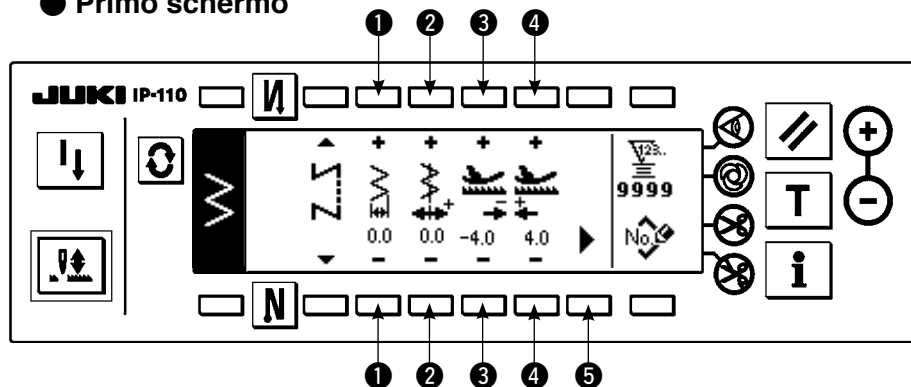 ● Primo schermo
❶ ❷ ❸ ❹
JUKI IP-110
123..
9999
0.0 0.0 -4.0 4.0
No.
T
i
❶ ❷ ❸ ❹ ❺